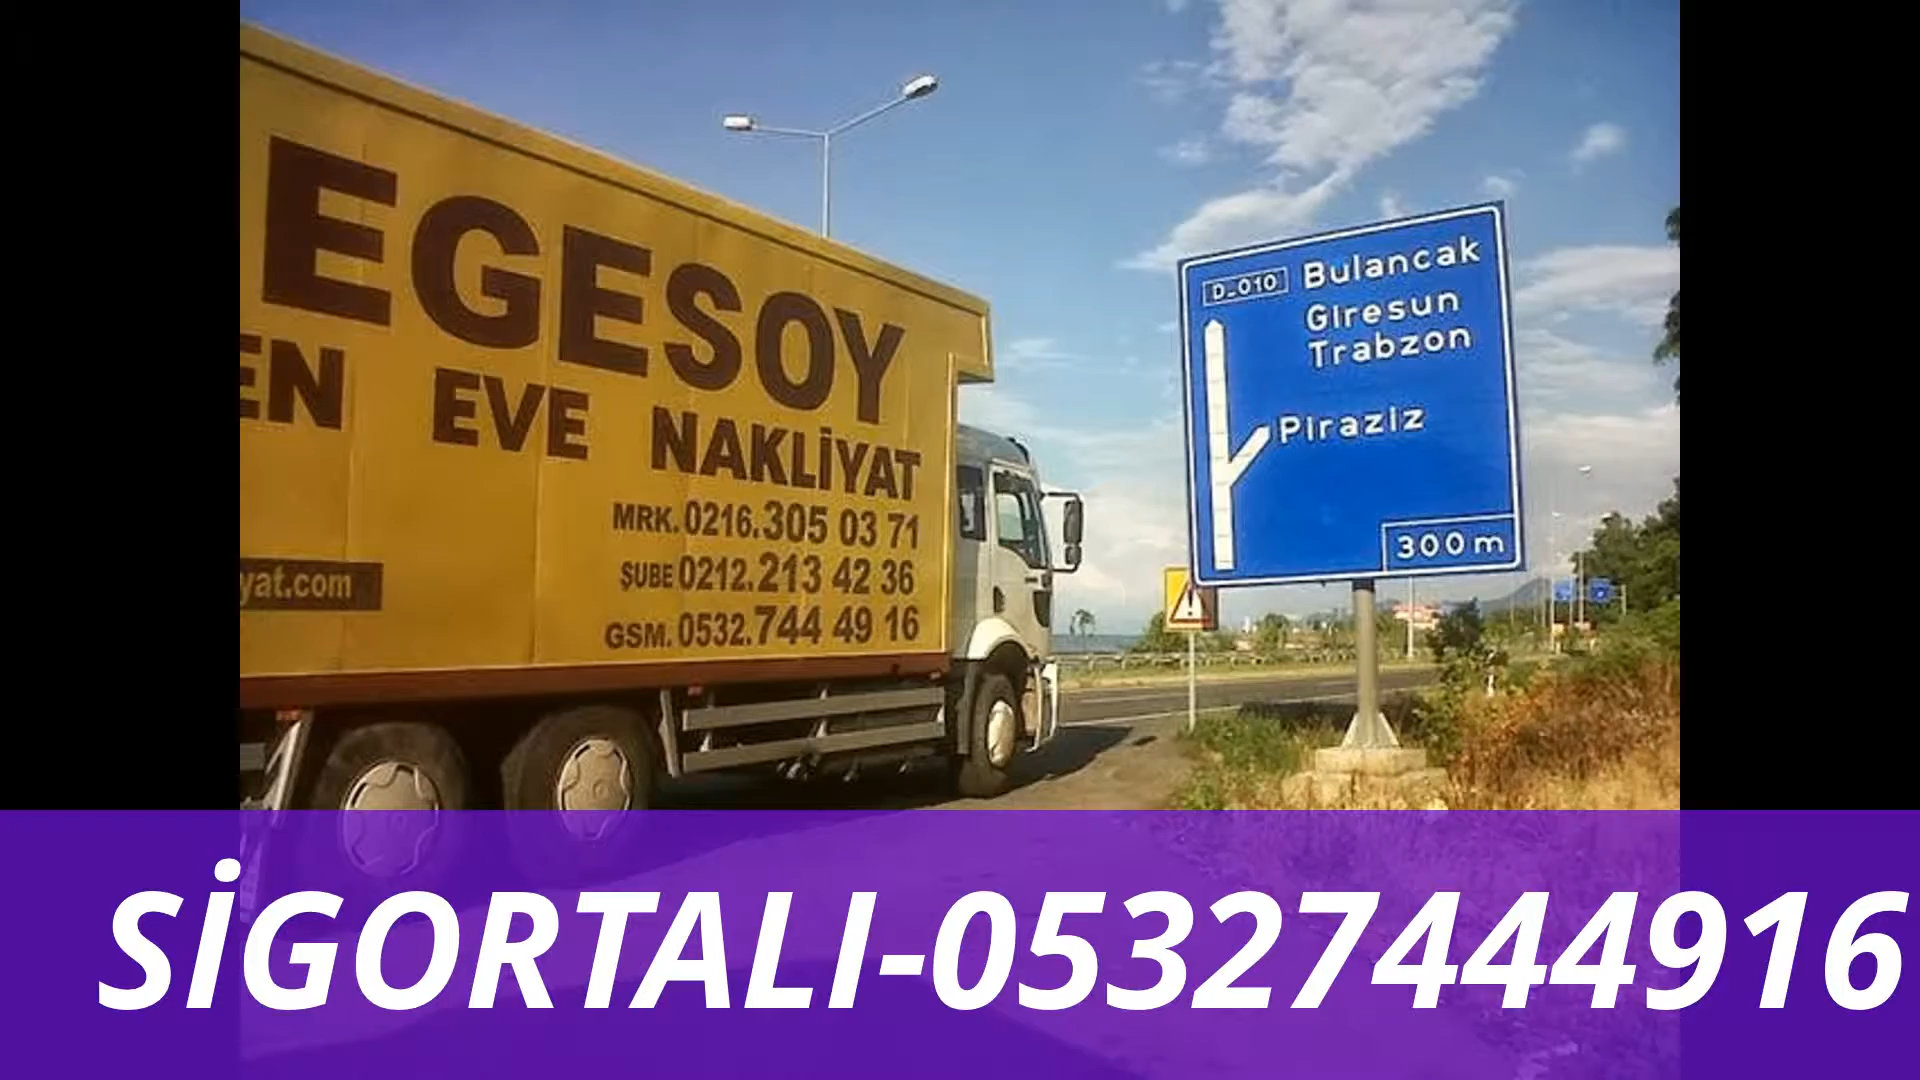 EGESOY
EN EVE NAKLİYAT
MRK. 0216. 305 03 71
ŞUBE 0212. 213 42 36
GSM. 0532. 744 49 16
yat.com
D_010 Bulancak
Giresun
Trabzon
Piraziz
300 m
SİGORTALI-05327444916